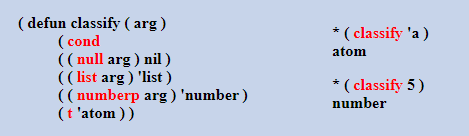 ( defun classify ( arg )
( cond
( ( null arg ) nil )
( ( list arg ) 'list )
( ( numberp arg ) 'number )
( t 'atom ) )
* ( classify 'a )
atom
* ( classify 5 )
number